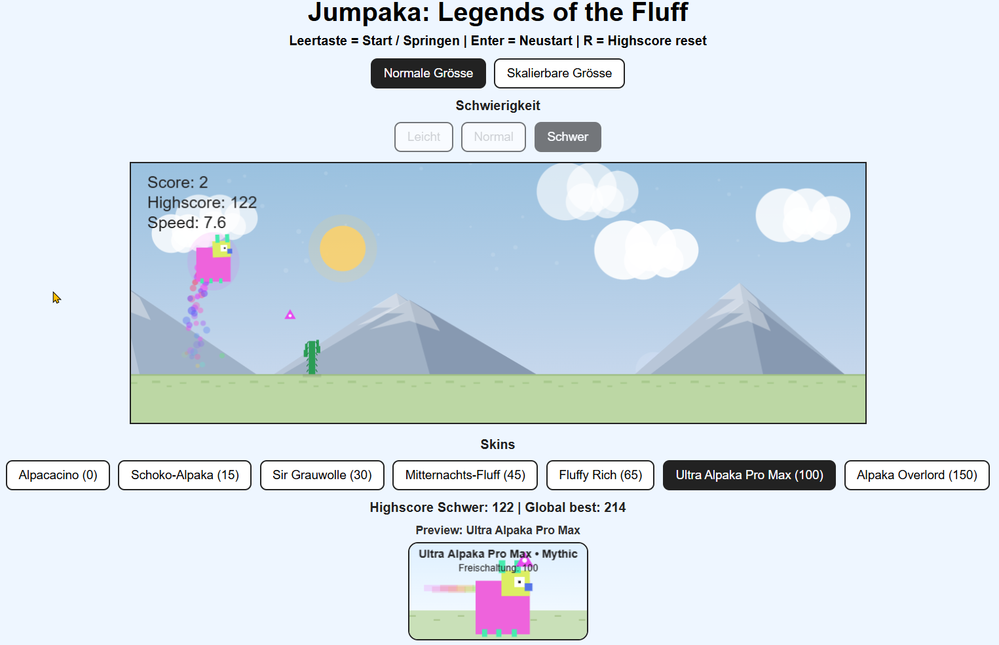 Jumpaka: Legends of the Fluff
Leertaste = Start / Springen | Enter = Neustart | R = Highscore reset
Normale Grösse Skalierbare Grösse
Schwierigkeit
Leicht Normal Schwer
Score: 2
Highscore: 122
Speed: 7.6
Skins
Alpacacino (0) Schoko-Alpaka (15) Sir Grauwolle (30) Mitternachts-Fluff (45) Fluffy Rich (65) Ultra Alpaka Pro Max (100) Alpaka Overlord (150)
Highscore Schwer: 122 | Global best: 214
Preview: Ultra Alpaka Pro Max
Ultra Alpaka Pro Max • Mythic
Freischaltung: 100